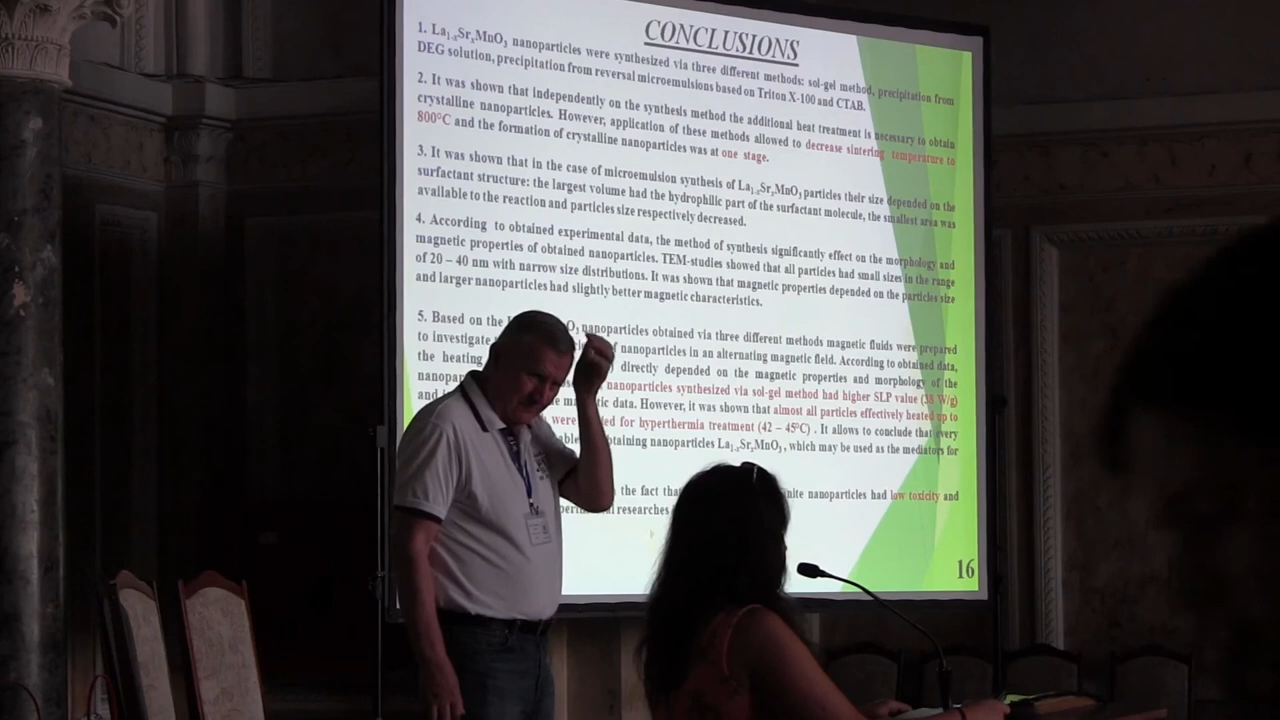 CONCLUSIONS
1. La₁₋ₓSrₓMnO₃ nanoparticles were synthesized via three different methods: sol-gel method, precipitation from
DEG solution, precipitation from reversal microemulsions based on Triton X-100 and CTAB.
2. It was shown that independently on the synthesis method the additional heat treatment is necessary to obtain
crystalline nanoparticles. However, application of these methods allowed to decrease sintering temperature to
800°C and the formation of crystalline nanoparticles was at one stage.
3. It was shown that in the case of microemulsion synthesis of La₁₋ₓSrₓMnO₃ particles their size depended on the
surfactant structure: the largest volume had the hydrophilic part of the surfactant molecule, the smallest area was
available to the reaction and particles size respectively decreased.
4. According to obtained experimental data, the method of synthesis significantly effect on the morphology and
magnetic properties of obtained nanoparticles. TEM-studies showed that all particles had small sizes in the range
of 20 – 40 nm with narrow size distributions. It was shown that magnetic properties depended on the particles size
and larger nanoparticles had slightly better magnetic characteristics.
5. Based on the O₃ nanoparticles obtained via three different methods magnetic fluids were prepared
to investigate of nanoparticles in an alternating magnetic field. According to obtained data,
the heating directly depended on the magnetic properties and morphology of the
nanoparticles synthesized via sol-gel method had higher SLP value (38 W/g)
and data. However, it was shown that almost all particles effectively heated up to
were for hyperthermia treatment (42 – 45°C) . It allows to conclude that every
obtaining nanoparticles La₁₋ₓSrₓMnO₃, which may be used as the mediators for
the fact that nanoparticles had low toxicity and
researches
16